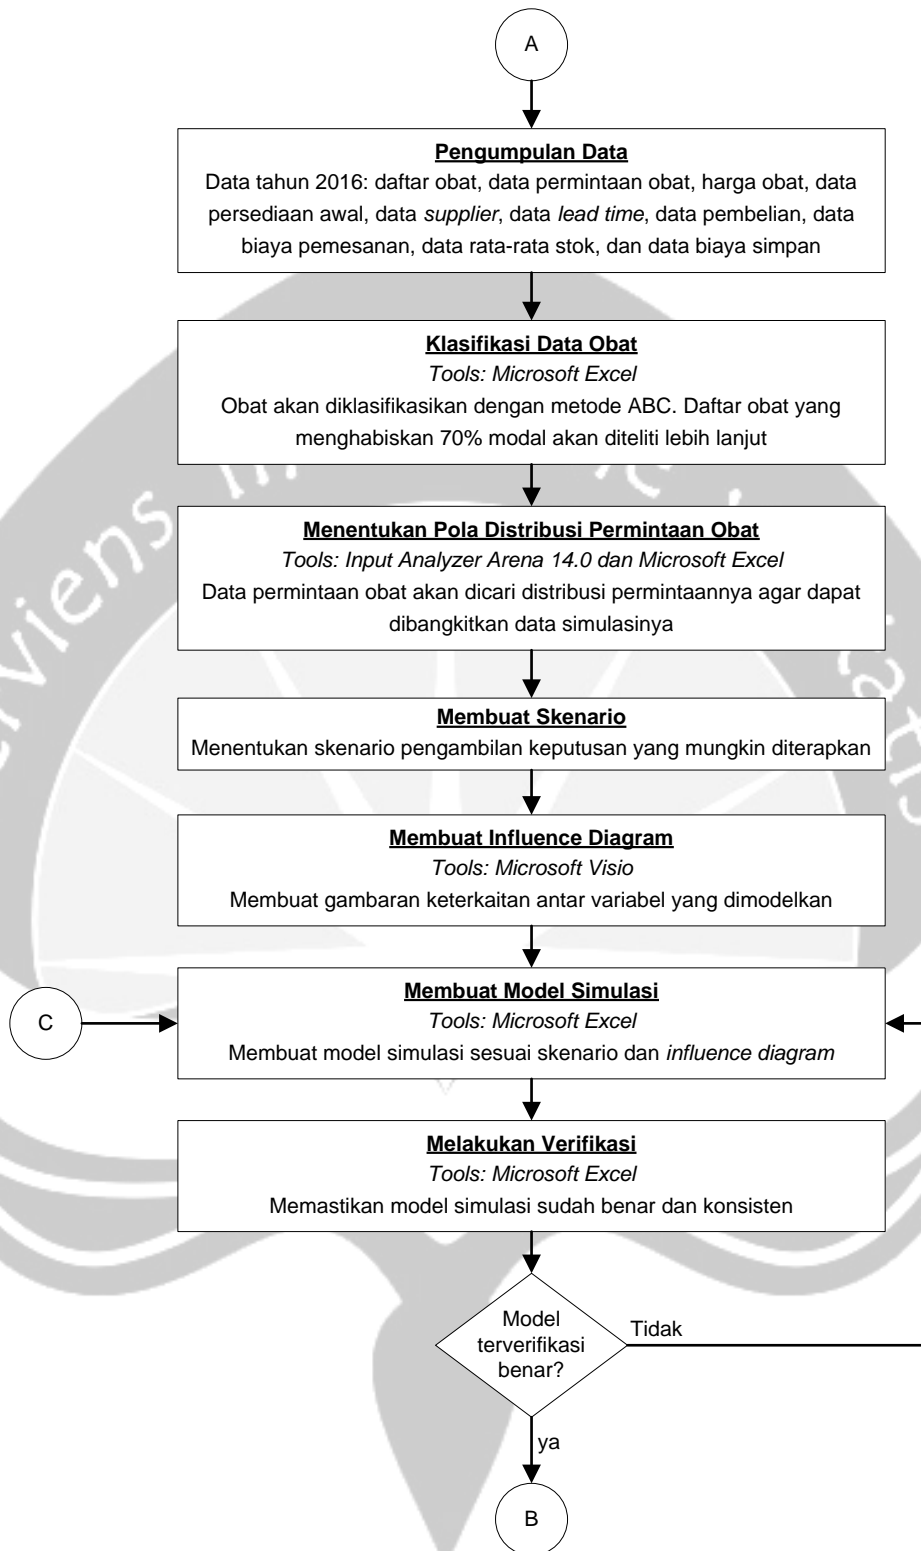 A
Pengumpulan Data
Data tahun 2016: daftar obat, data permintaan obat, harga obat, data
persediaan awal, data supplier, data lead time, data pembelian, data
biaya pemesanan, data rata-rata stok, dan data biaya simpan
Klasifikasi Data Obat
Tools: Microsoft Excel
Obat akan diklasifikasikan dengan metode ABC. Daftar obat yang
menghabiskan 70% modal akan diteliti lebih lanjut
Menentukan Pola Distribusi Permintaan Obat
Tools: Input Analyzer Arena 14.0 dan Microsoft Excel
Data permintaan obat akan dicari distribusi permintaannya agar dapat
dibangkitkan data simulasinya
Membuat Skenario
Menentukan skenario pengambilan keputusan yang mungkin diterapkan
Membuat Influence Diagram
Tools: Microsoft Visio
Membuat gambaran keterkaitan antar variabel yang dimodelkan
Membuat Model Simulasi
Tools: Microsoft Excel
Membuat model simulasi sesuai skenario dan influence diagram
C
Melakukan Verifikasi
Tools: Microsoft Excel
Memastikan model simulasi sudah benar dan konsisten
Model
terverifikasi
benar?
Tidak
ya
B